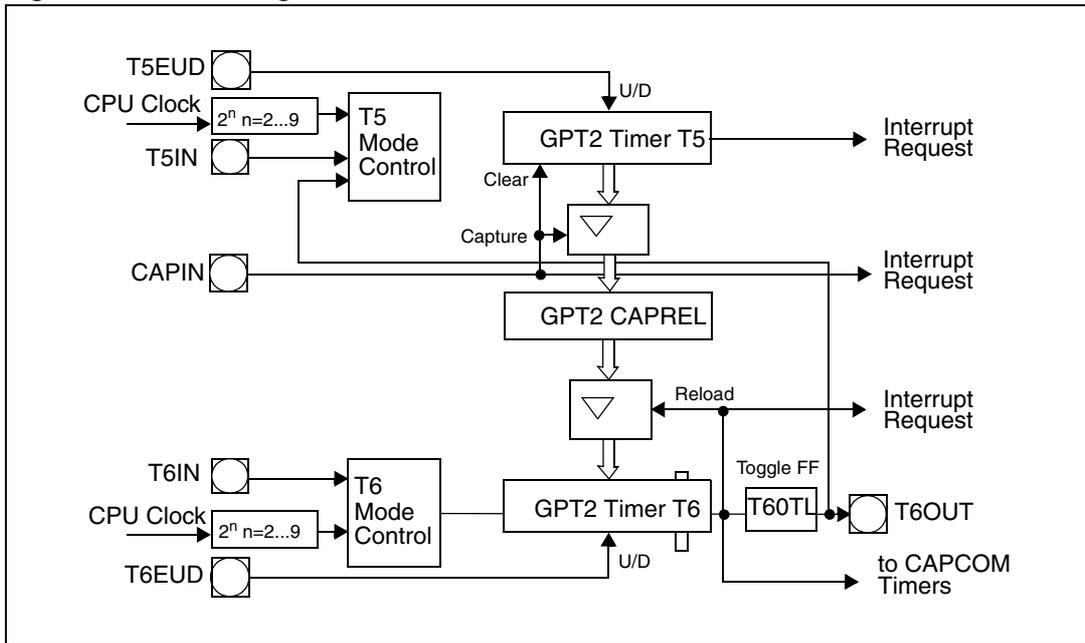 T5EUD
U/D
CPU Clock
2ⁿ n=2...9
T5
Mode
Control
GPT2 Timer T5
Interrupt
Request
T5IN
Clear
Capture
CAPIN
Interrupt
Request
GPT2 CAPREL
Reload
Interrupt
Request
T6IN
T6
Mode
Control
Toggle FF
GPT2 Timer T6
T60TL
T6OUT
CPU Clock
2ⁿ n=2...9
U/D
T6EUD
to CAPCOM
Timers